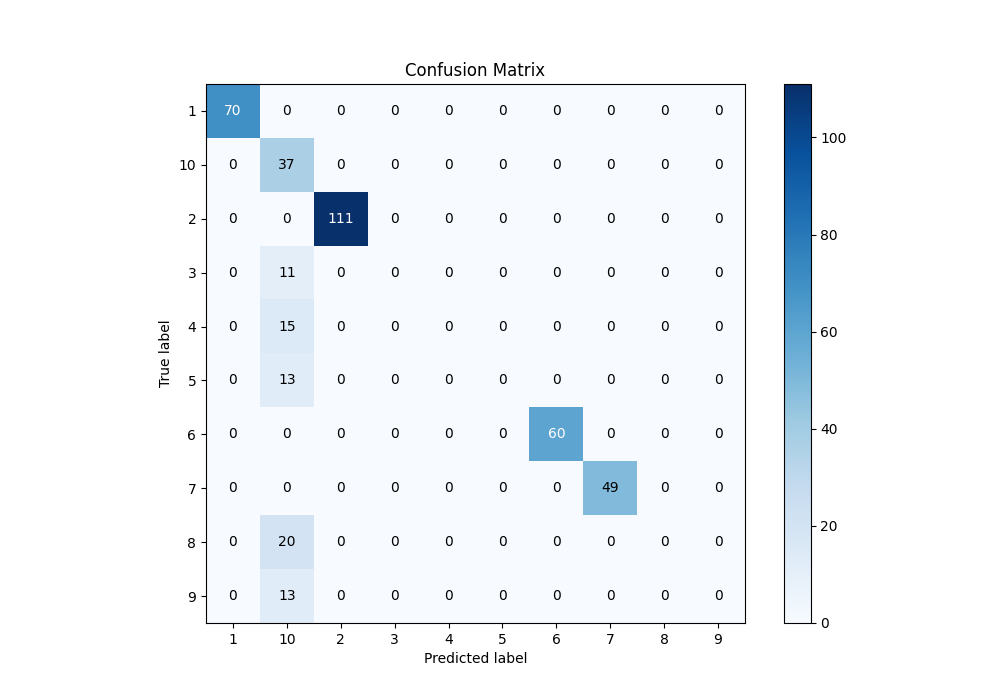 Confusion Matrix
1 70 0 0 0 0 0 0 0 0 0
10 0 37 0 0 0 0 0 0 0 0
2 0 0 111 0 0 0 0 0 0 0
3 0 11 0 0 0 0 0 0 0 0
4 0 15 0 0 0 0 0 0 0 0
5 0 13 0 0 0 0 0 0 0 0
6 0 0 0 0 0 0 60 0 0 0
7 0 0 0 0 0 0 0 49 0 0
8 0 20 0 0 0 0 0 0 0 0
9 0 13 0 0 0 0 0 0 0 0
True label
1 10 2 3 4 5 6 7 8 9
Predicted label
100
80
60
40
20
0